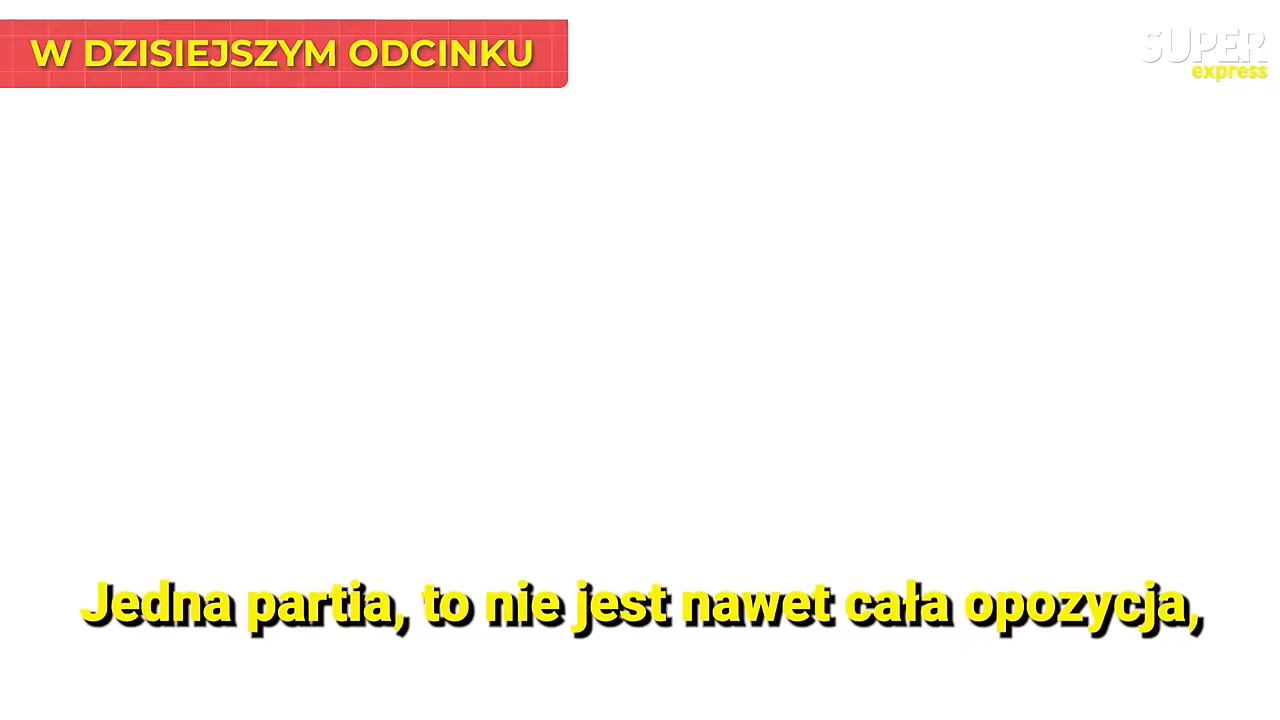 W DZISIEJSZYM ODCINKU
SUPER
express
Jedna partia, to nie jest nawet cała opozycja,